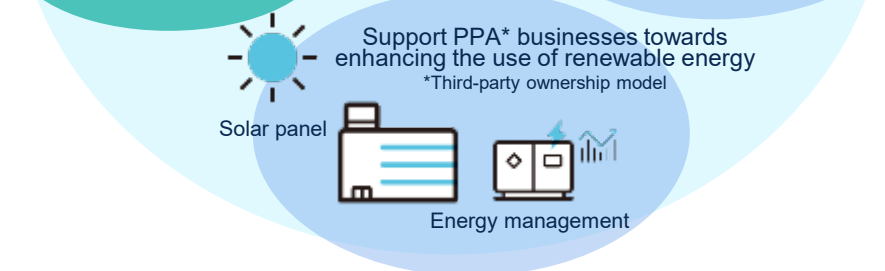 Support PPA* businesses towards
enhancing the use of renewable energy
*Third-party ownership model
Solar panel
Energy management